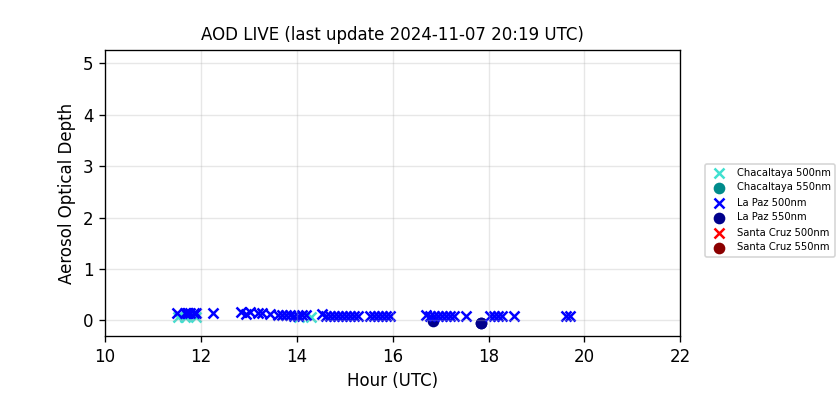 AOD LIVE (last update 2024-11-07 20:19 UTC)
Aerosol Optical Depth
5
4
3
2
1
0
10 12 14 16 18 20 22
Hour (UTC)
Chacaltaya 500nm
Chacaltaya 550nm
La Paz 500nm
La Paz 550nm
Santa Cruz 500nm
Santa Cruz 550nm